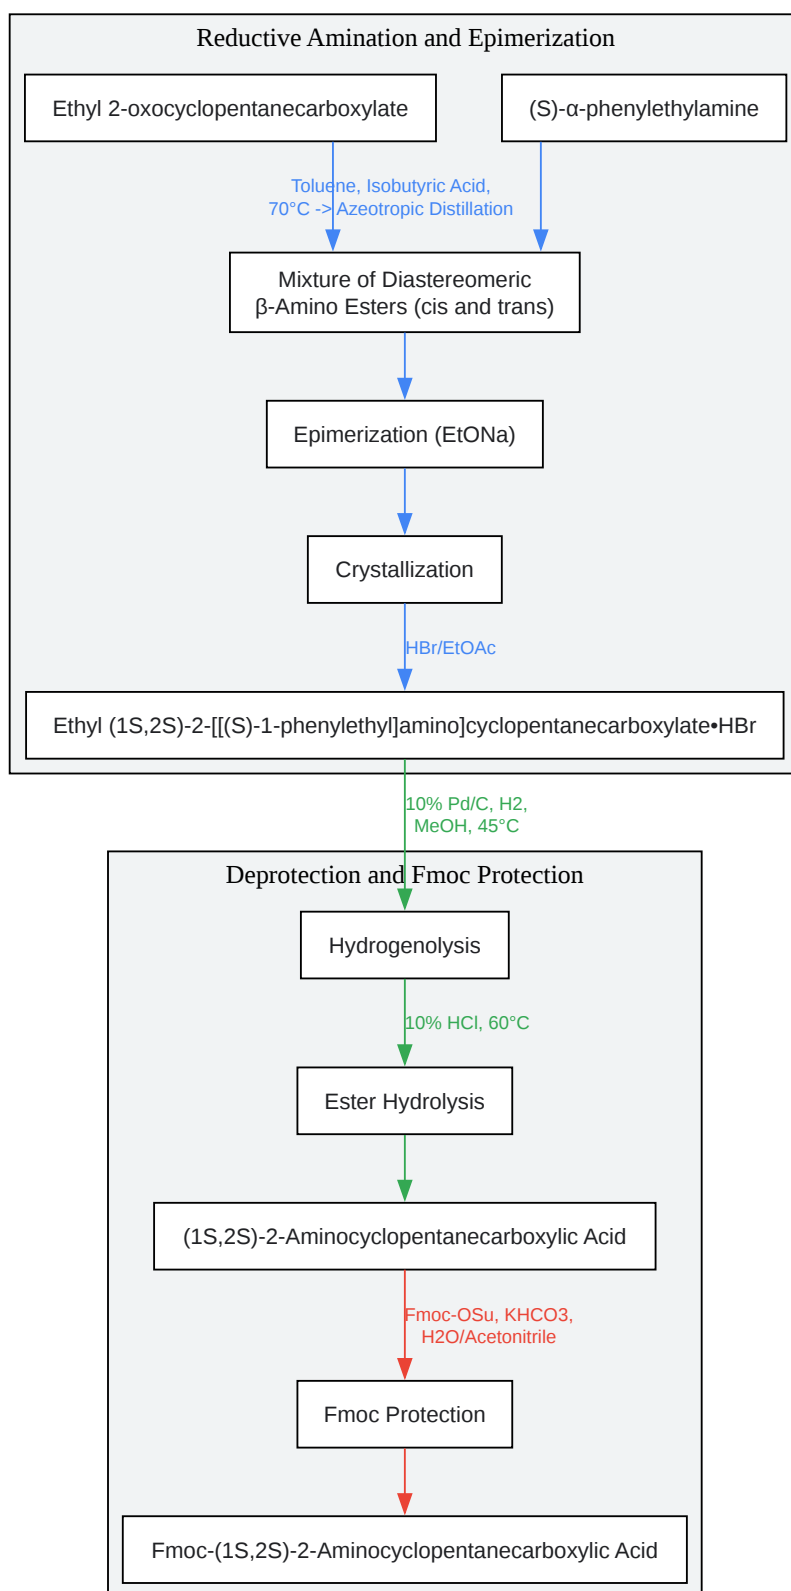 Reductive Amination and Epimerization
Ethyl 2-oxocyclopentanecarboxylate
(S)-α-phenylethylamine
Toluene, Isobutyric Acid,
70°C -> Azeotropic Distillation
Mixture of Diastereomeric
β-Amino Esters (cis and trans)
Epimerization (EtONa)
Crystallization
HBr/EtOAc
Ethyl (1S,2S)-2-[[(S)-1-phenylethyl]amino]cyclopentanecarboxylate•HBr
10% Pd/C, H2,
MeOH, 45°C
Deprotection and Fmoc Protection
Hydrogenolysis
10% HCl, 60°C
Ester Hydrolysis
(1S,2S)-2-Aminocyclopentanecarboxylic Acid
Fmoc-OSu, KHCO3,
H2O/Acetonitrile
Fmoc Protection
Fmoc-(1S,2S)-2-Aminocyclopentanecarboxylic Acid